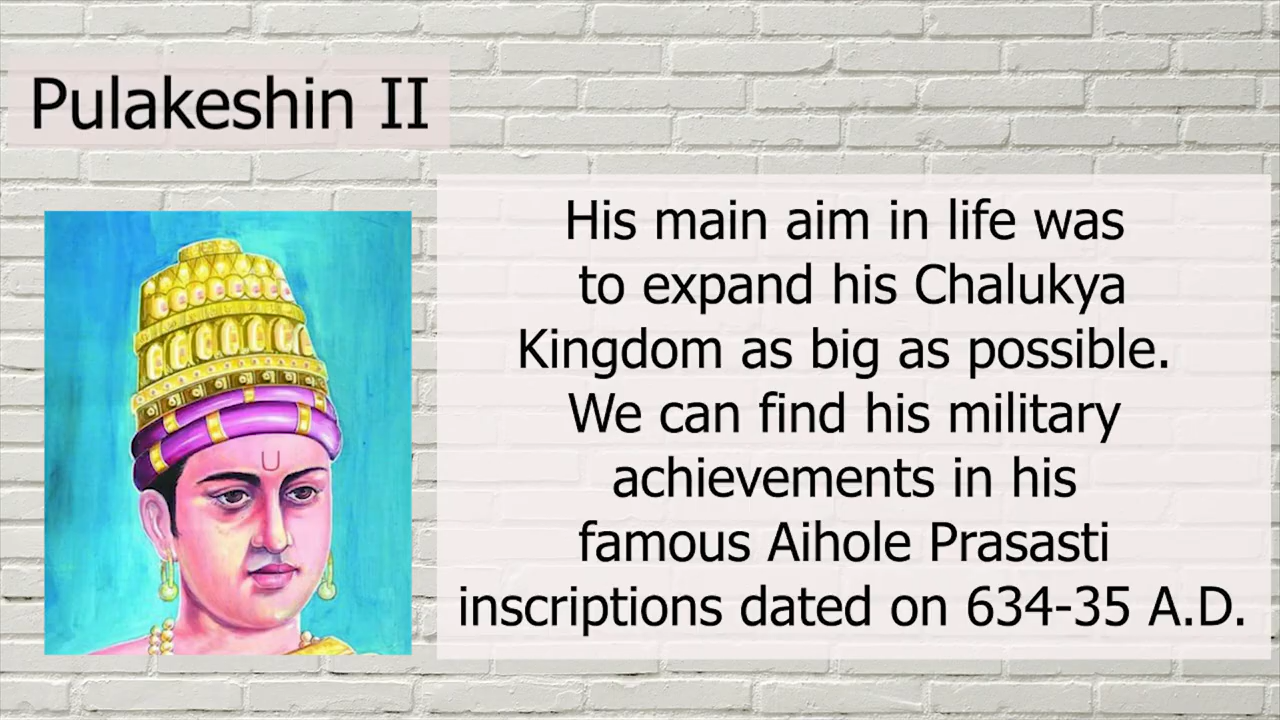 Pulakeshin II
His main aim in life was
to expand his Chalukya
Kingdom as big as possible.
We can find his military
achievements in his
famous Aihole Prasasti
inscriptions dated on 634-35 A.D.